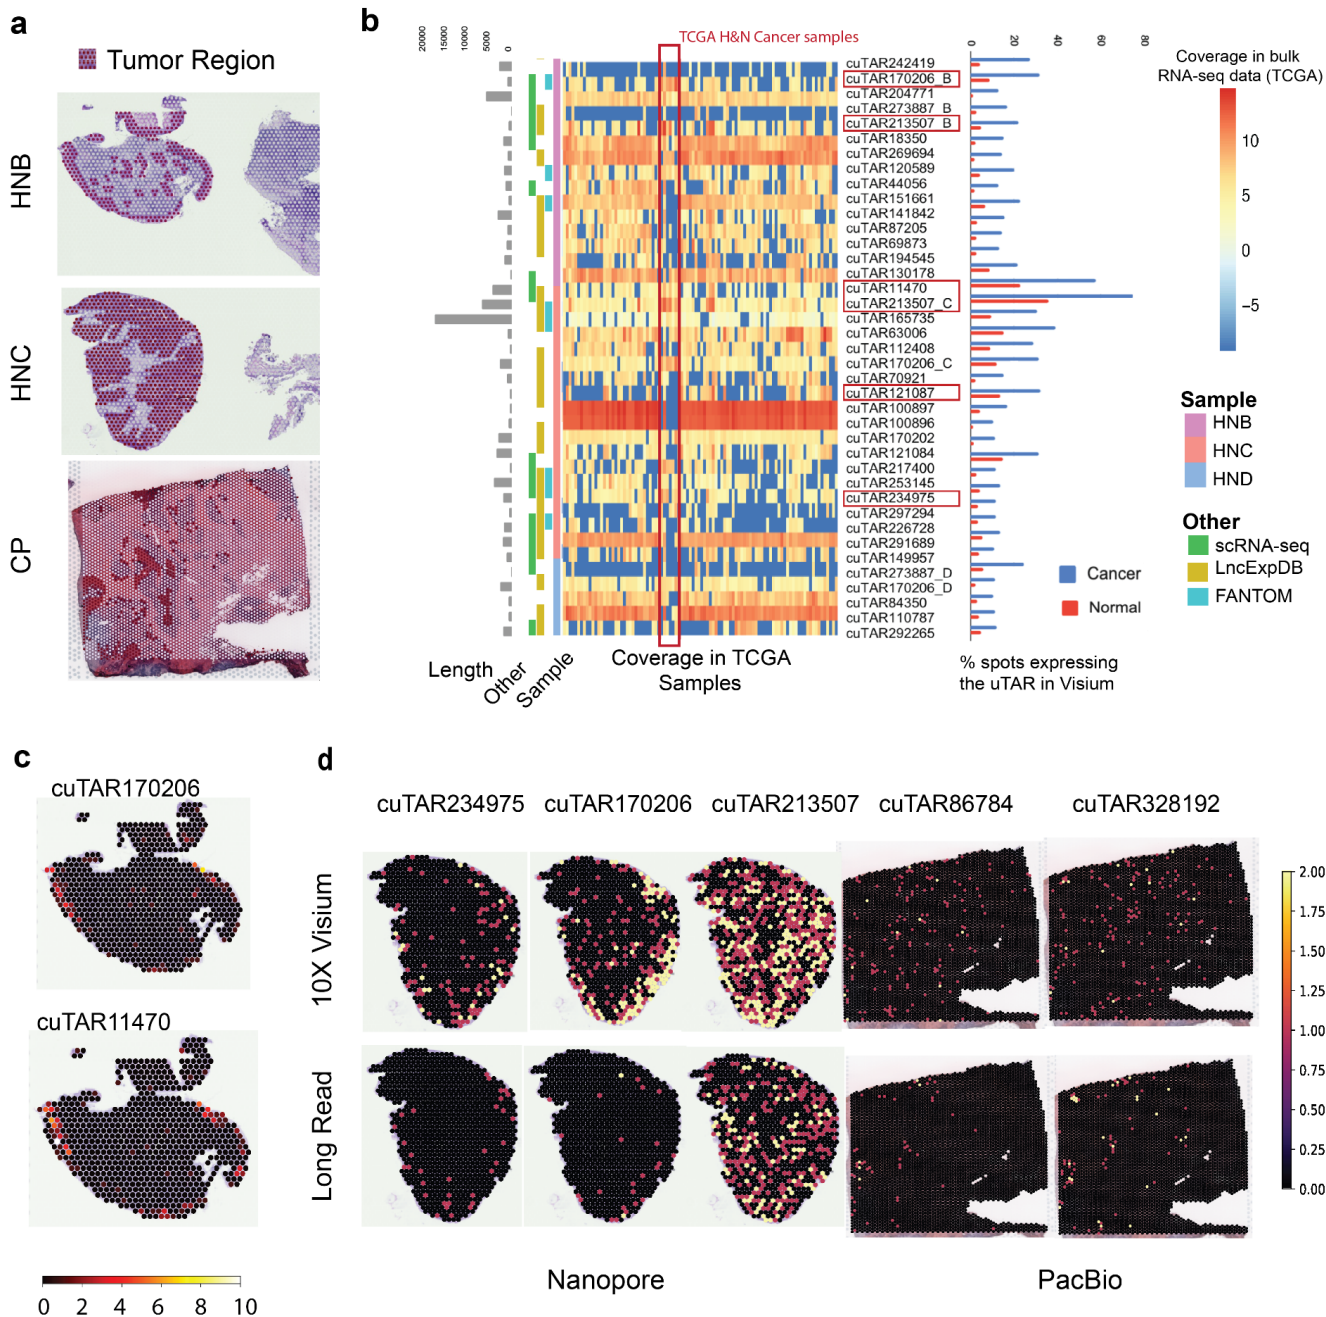 a
Tumor Region
HNB
HNC
CP
b
20000
15000
10000
5000
0
TCGA H&N Cancer samples
cuTAR242419
cuTAR170206_B
cuTAR204771
cuTAR273887_B
cuTAR213507_B
cuTAR18350
cuTAR269694
cuTAR120589
cuTAR44056
cuTAR151661
cuTAR141842
cuTAR87205
cuTAR69873
cuTAR194545
cuTAR130178
cuTAR11470
cuTAR213507_C
cuTAR165735
cuTAR63006
cuTAR112408
cuTAR170206_C
cuTAR70921
cuTAR121087
cuTAR100897
cuTAR100896
cuTAR170202
cuTAR121084
cuTAR217400
cuTAR253145
cuTAR234975
cuTAR297294
cuTAR226728
cuTAR291689
cuTAR149957
cuTAR273887_D
cuTAR170206_D
cuTAR84350
cuTAR110787
cuTAR292265
Length
Other
Sample
Coverage in TCGA
Samples
0
20
40
60
80
Cancer
Normal
% spots expressing
the uTAR in Visium
Coverage in bulk
RNA-seq data (TCGA)
10
5
0
−5
Sample
HNB
HNC
HND
Other
scRNA-seq
LncExpDB
FANTOM
c
cuTAR170206
cuTAR11470
0 2 4 6 8 10
d
cuTAR234975 cuTAR170206 cuTAR213507 cuTAR86784 cuTAR328192
10X Visium
Long Read
Nanopore
PacBio
2.00
1.75
1.50
1.25
1.00
0.75
0.50
0.25
0.00